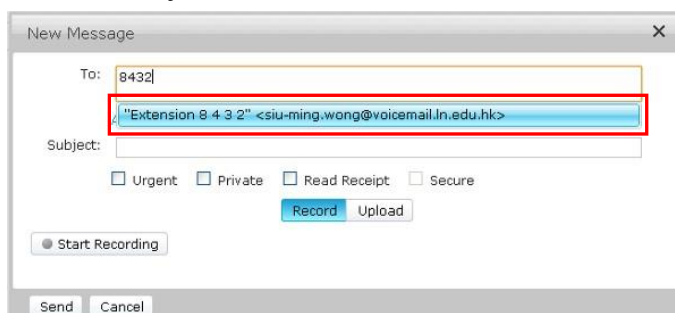 New Message
To: 8432
"Extension 8 4 3 2" <siu-ming.wong@voicemail.ln.edu.hk>
Subject:
Urgent Private Read Receipt Secure
Record Upload
Start Recording
Send Cancel